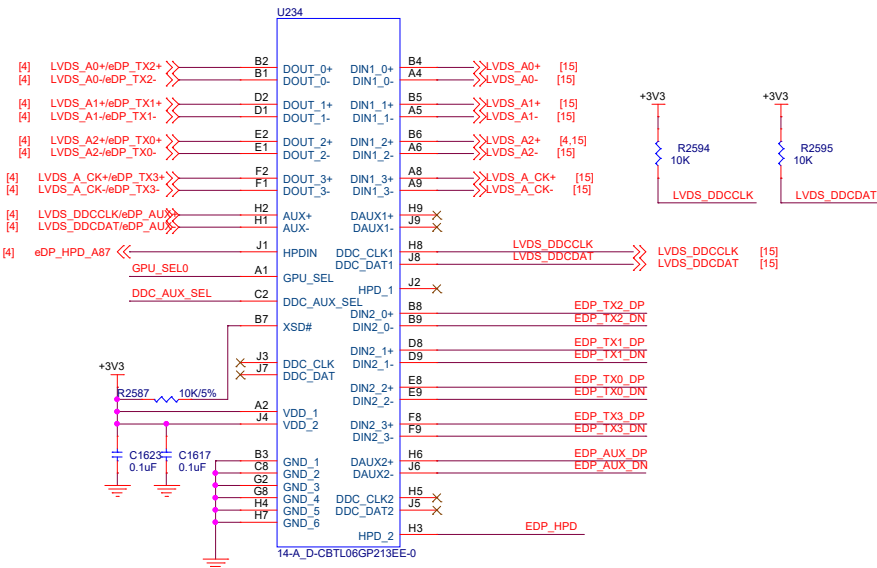 U234
[4] LVDS_A0+/eDP_TX2+ B2 DOUT_0+ DIN1_0+ B4 LVDS_A0+ [15]
[4] LVDS_A0-/eDP_TX2- B1 DOUT_0- DIN1_0- A4 LVDS_A0- [15]
[4] LVDS_A1+/eDP_TX1+ D2 DOUT_1+ DIN1_1+ B5 LVDS_A1+ [15]
[4] LVDS_A1-/eDP_TX1- D1 DOUT_1- DIN1_1- A5 LVDS_A1- [15]
[4] LVDS_A2+/eDP_TX0+ E2 DOUT_2+ DIN1_2+ B6 LVDS_A2+ [4,15]
[4] LVDS_A2-/eDP_TX0- E1 DOUT_2- DIN1_2- A6 LVDS_A2- [15]
[4] LVDS_A_CK+/eDP_TX3+ F2 DOUT_3+ DIN1_3+ A8 LVDS_A_CK+ [15]
[4] LVDS_A_CK-/eDP_TX3- F1 DOUT_3- DIN1_3- A9 LVDS_A_CK- [15]
+3V3 +3V3
R2594 R2595
10K 10K
LVDS_DDCCLK LVDS_DDCDAT
[4] LVDS_DDCCLK/eDP_AUX+ H2 AUX+ DAUX1+ H9
[4] LVDS_DDCDAT/eDP_AUX- H1 AUX- DAUX1- J9
[4] eDP_HPD_A87 J1 HPDIN DDC_CLK1 H8 LVDS_DDCCLK LVDS_DDCCLK [15]
DDC_DAT1 J8 LVDS_DDCDAT LVDS_DDCDAT [15]
GPU_SEL0 A1 GPU_SEL
HPD_1 J2
DDC_AUX_SEL C2 DDC_AUX_SEL
DIN2_0+ B8 EDP_TX2_DP
B7 XSD# DIN2_0- B9 EDP_TX2_DN
DIN2_1+ D8 EDP_TX1_DP
J3 DDC_CLK DIN2_1- D9 EDP_TX1_DN
J7 DDC_DAT
+3V3
DIN2_2+ E8 EDP_TX0_DP
R2587 10K/5% DIN2_2- E9 EDP_TX0_DN
A2 VDD_1
J4 VDD_2 DIN2_3+ F8 EDP_TX3_DP
DIN2_3- F9 EDP_TX3_DN
C1623 C1617
0.1uF 0.1uF
B3 GND_1 DAUX2+ H6 EDP_AUX_DP
C8 GND_2 DAUX2- J6 EDP_AUX_DN
G2 GND_3
G8 GND_4 DDC_CLK2 H5
H4 GND_5 DDC_DAT2 J5
H7 GND_6
HPD_2 H3 EDP_HPD
14-A_D-CBTL06GP213EE-0